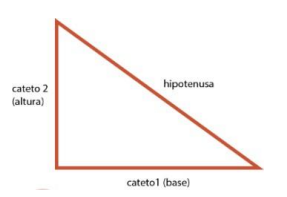 cateto 2
(altura)
hipotenusa
cateto1 (base)